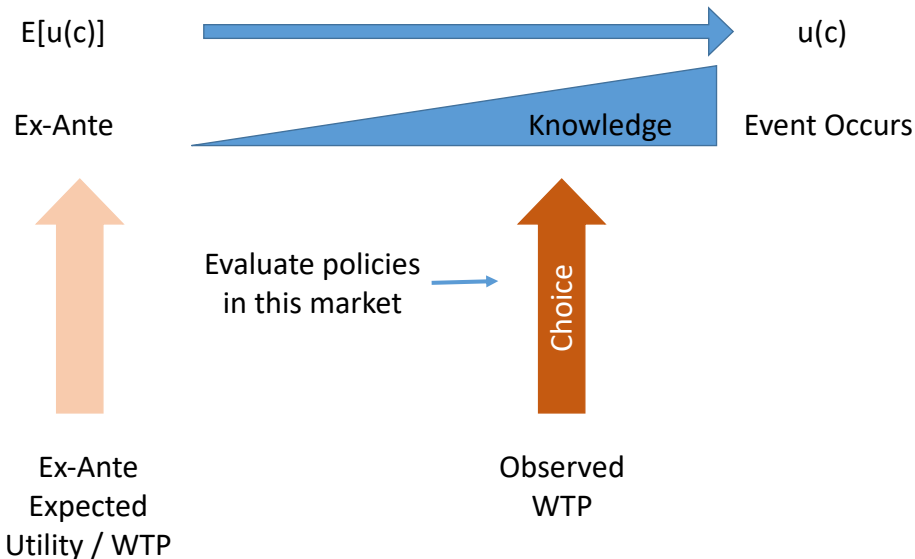 E[u(c)]
u(c)
Ex-Ante
Knowledge
Event Occurs
Evaluate policies
in this market
Choice
Ex-Ante
Expected
Utility / WTP
Observed
WTP